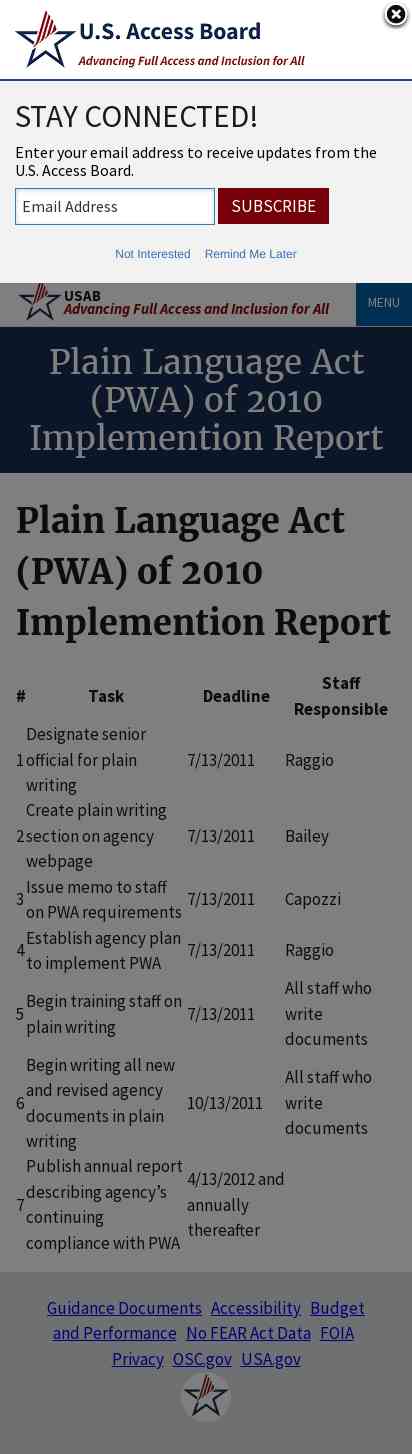 U.S. Access Board
Advancing Full Access and Inclusion for All
STAY CONNECTED!
Enter your email address to receive updates from the
U.S. Access Board.
Email Address SUBSCRIBE
Not Interested Remind Me Later
USAB
Advancing Full Access and Inclusion for All
MENU
Plain Language Act
(PWA) of 2010
Implemention Report
Plain Language Act
(PWA) of 2010
Implemention Report
# Task Deadline Staff
Responsible
Designate senior
1 official for plain 7/13/2011 Raggio
writing
Create plain writing
2 section on agency 7/13/2011 Bailey
webpage
3 Issue memo to staff 7/13/2011 Capozzi
on PWA requirements
4 Establish agency plan 7/13/2011 Raggio
to implement PWA
5 Begin training staff on 7/13/2011 All staff who
plain writing write
documents
Begin writing all new All staff who
6 and revised agency 10/13/2011 write
documents in plain documents
writing
Publish annual report 4/13/2012 and
7 describing agency’s annually
continuing thereafter
compliance with PWA
Guidance Documents Accessibility Budget
and Performance No FEAR Act Data FOIA
Privacy OSC.gov USA.gov